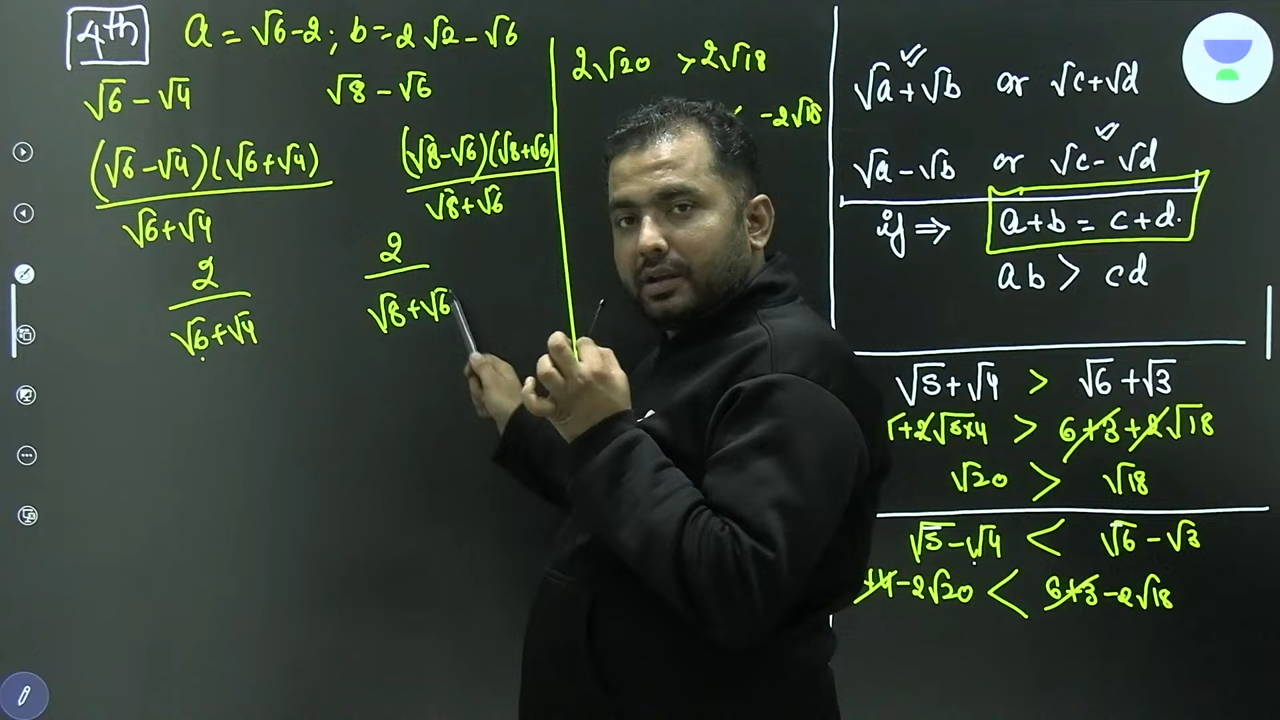 4th a = √6-2 ; b = 2√2 - √6
√6 - √4 √8 - √6
(√6-√4)(√6+√4) (√8-√6)(√8+√6)
√6+√4 √8+√6
2 2
√6+√4 √8+√6
2√20 > 2√18
< -2√18
√a+√b or √c+√d
√a-√b or √c-√d
if ⇒ a+b = c+d.
ab > cd
√5+√4 > √6+√3
+2√5×4 > 6+3+2√18
√20 > √18
√5-√4 < √6-√3
+4-2√20 < 6+3-2√18